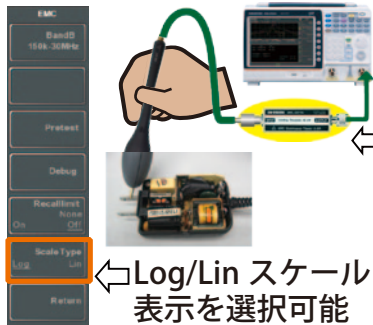 EMC
BandB
150k-30MHz
Pretest
Debug
Recalllimit
None
On Off
Scale Type
Log Lin
Return
Log/Lin スケール
表示を選択可能